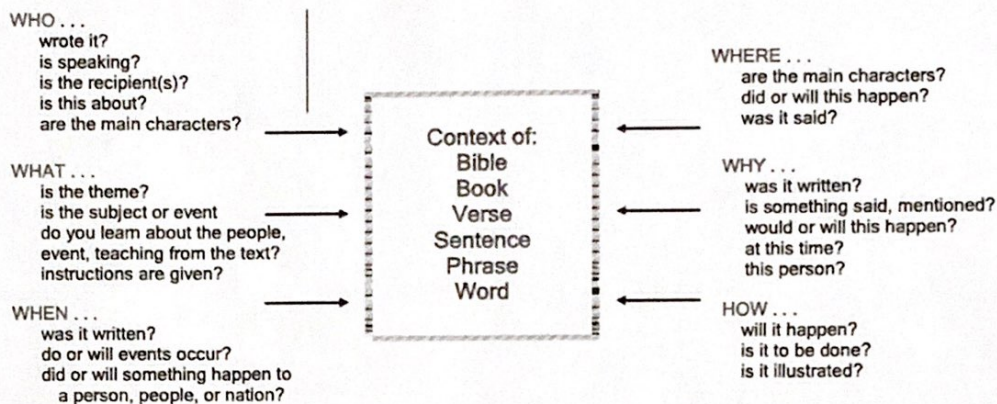 WHO . . .
wrote it?
is speaking?
is the recipient(s)?
is this about?
are the main characters?
WHAT . . .
is the theme?
is the subject or event
do you learn about the people,
event, teaching from the text?
instructions are given?
WHEN . . .
was it written?
do or will events occur?
did or will something happen to
a person, people, or nation?
Context of:
Bible
Book
Verse
Sentence
Phrase
Word
WHERE . . .
are the main characters?
did or will this happen?
was it said?
WHY . . .
was it written?
is something said, mentioned?
would or will this happen?
at this time?
this person?
HOW . . .
will it happen?
is it to be done?
is it illustrated?